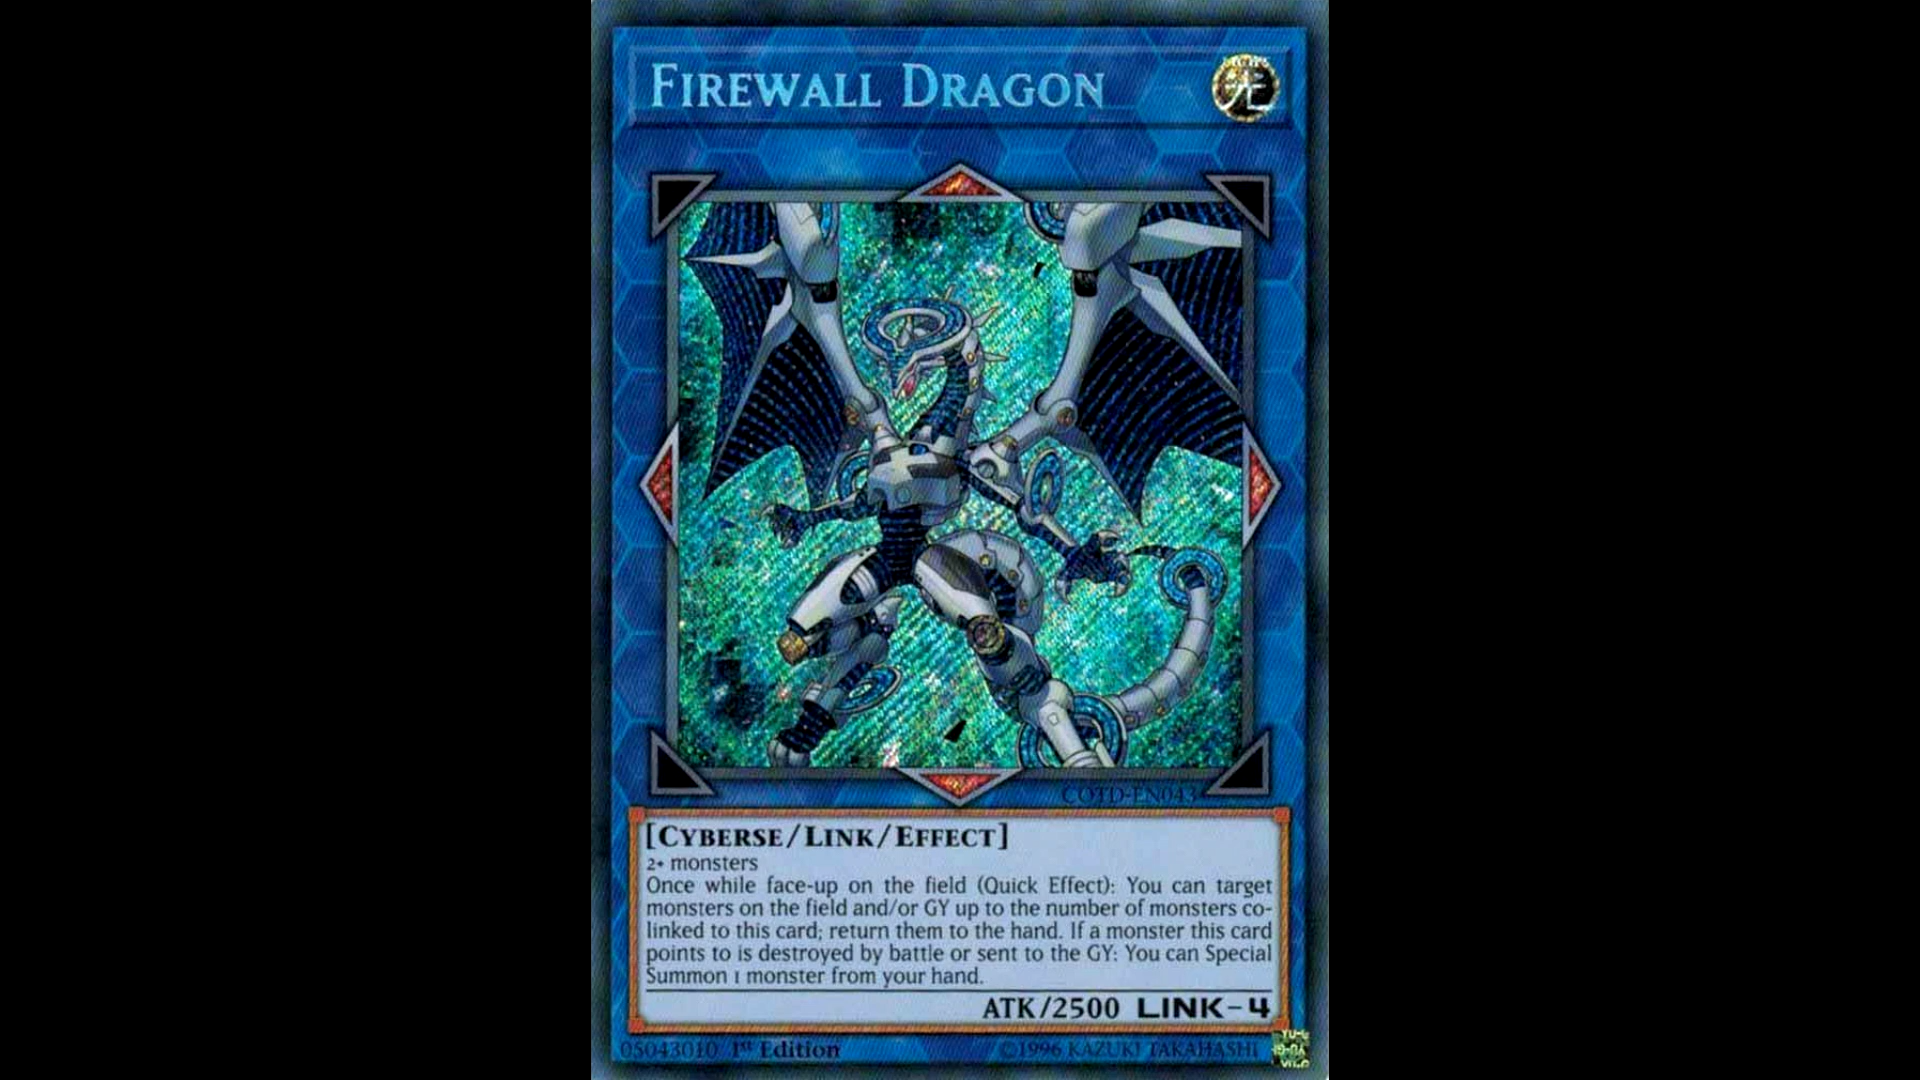 FIREWALL DRAGON
光
COTD-EN043
[CYBERSE/LINK/EFFECT]
2+ monsters
Once while face-up on the field (Quick Effect): You can target
monsters on the field and/or GY up to the number of monsters co-
linked to this card; return them to the hand. If a monster this card
points to is destroyed by battle or sent to the GY: You can Special
Summon 1 monster from your hand.
ATK/2500 LINK-4
05043010 1st Edition ©1996 KAZUKI TAKAHASHI